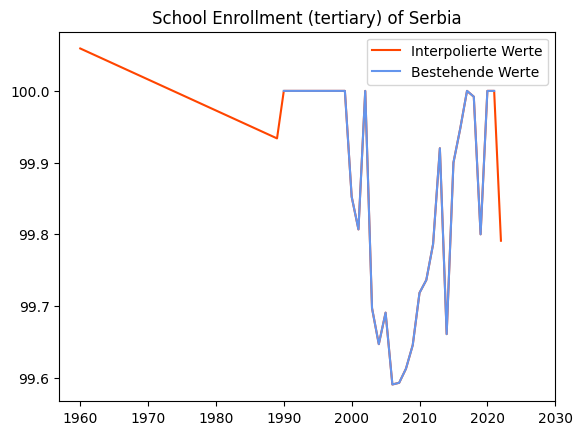 School Enrollment (tertiary) of Serbia
Interpolierte Werte
Bestehende Werte
100.0
99.9
99.8
99.7
99.6
1960 1970 1980 1990 2000 2010 2020 2030